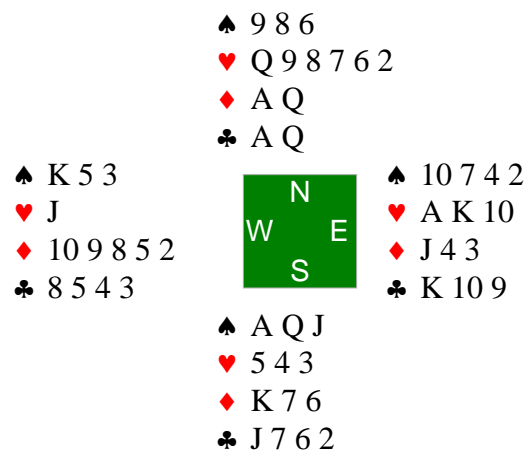 ♠ 9 8 6
♥ Q 9 8 7 6 2
♦ A Q
♣ A Q
♠ K 5 3
♥ J
♦ 10 9 8 5 2
♣ 8 5 4 3
N
W E
S
♠ 10 7 4 2
♥ A K 10
♦ J 4 3
♣ K 10 9
♠ A Q J
♥ 5 4 3
♦ K 7 6
♣ J 7 6 2